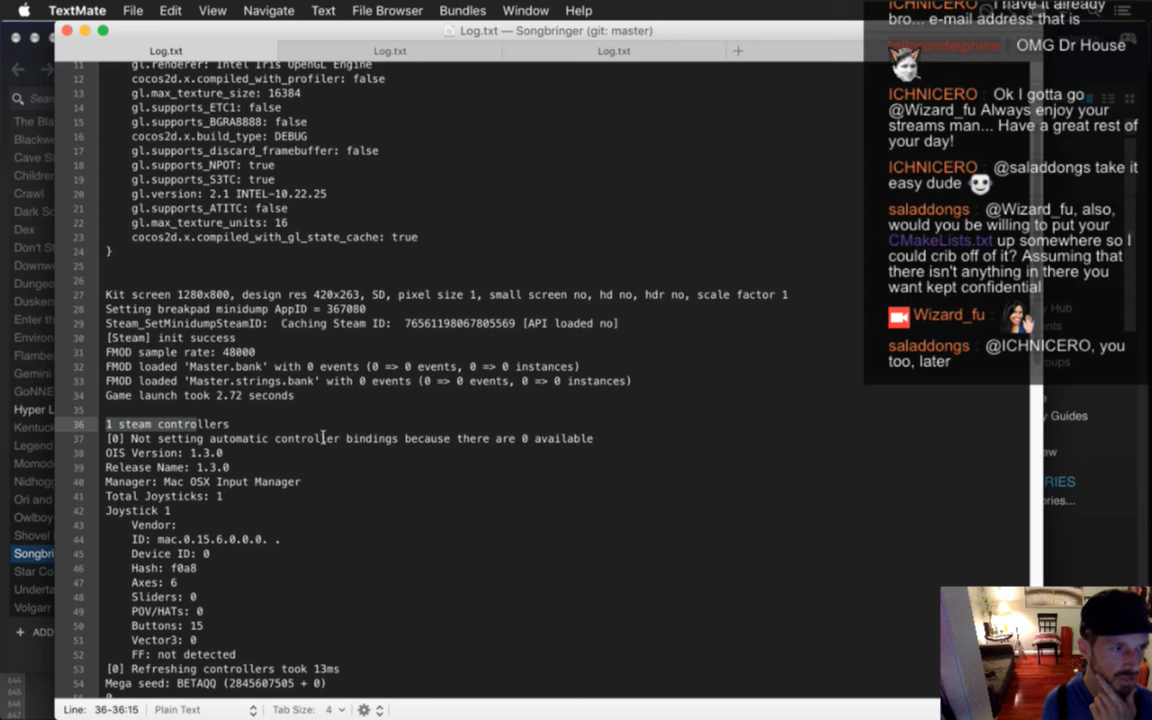 TextMate File Edit View Navigate Text File Browser Bundles Window Help
Log.txt — Songbringer (git: master)
Log.txt Log.txt Log.txt +
11 gl.renderer: Intel Iris OpenGL Engine
12 cocos2d.x.compiled_with_profiler: false
13 gl.max_texture_size: 16384
14 gl.supports_ETC1: false
15 gl.supports_BGRA8888: false
16 cocos2d.x.build_type: DEBUG
17 gl.supports_discard_framebuffer: false
18 gl.supports_NPOT: true
19 gl.supports_S3TC: true
20 gl.version: 2.1 INTEL-10.22.25
21 gl.supports_ATITC: false
22 gl.max_texture_units: 16
23 cocos2d.x.compiled_with_gl_state_cache: true
24 }
25
26
27 Kit screen 1280x800, design res 420x263, SD, pixel size 1, small screen no, hd no, hdr no, scale factor 1
28 Setting breakpad minidump AppID = 367080
29 Steam_SetMinidumpSteamID: Caching Steam ID: 76561198067805569 [API loaded no]
30 [Steam] init success
31 FMOD sample rate: 48000
32 FMOD loaded 'Master.bank' with 0 events (0 => 0 events, 0 => 0 instances)
33 FMOD loaded 'Master.strings.bank' with 0 events (0 => 0 events, 0 => 0 instances)
34 Game launch took 2.72 seconds
35
36 1 steam controllers
37 [0] Not setting automatic controller bindings because there are 0 available
38 OIS Version: 1.3.0
39 Release Name: 1.3.0
40 Manager: Mac OSX Input Manager
41 Total Joysticks: 1
42 Joystick 1
43 Vendor:
44 ID: mac.0.15.6.0.0.0. .
45 Device ID: 0
46 Hash: f0a8
47 Axes: 6
48 Sliders: 0
49 POV/HATs: 0
50 Buttons: 15
51 Vector3: 0
52 FF: not detected
53 [0] Refreshing controllers took 13ms
54 Mega seed: BETAQQ (2845607505 + 0)
Line: 36-36:15 Plain Text Tab Size: 4
Sear
The Bla
Blackwe
Cave St
Children
Crawl
Dark So
Dex
Don't S
Downwe
Dungeo
Duskers
Enter th
Flamber
Gemini
GoNNE
Hyper L
Kentuck
Legend
Momod
Nidhogg
Ori and
Owlboy
Shovel
Songbri
Star Co
Underta
Volgarr
+ ADD
644
645
646
647
ICHNICERO I have it already
bro... e-mail address that is
OMG Dr House
ICHNICERO : Ok I gotta go
@Wizard_fu Always enjoy your
streams man... Have a great rest of
your day!
ICHNICERO : @saladdongs take it
easy dude
saladdongs : @Wizard_fu, also,
would you be willing to put your
CMakeLists.txt up somewhere so I
could crib off of it? Assuming that
there isn't anything in there you
want kept confidential
Wizard_fu :
saladdongs : @ICHNICERO, you
too, later
y Hub
nts
oups
y Guides
ew
RIES
ories...